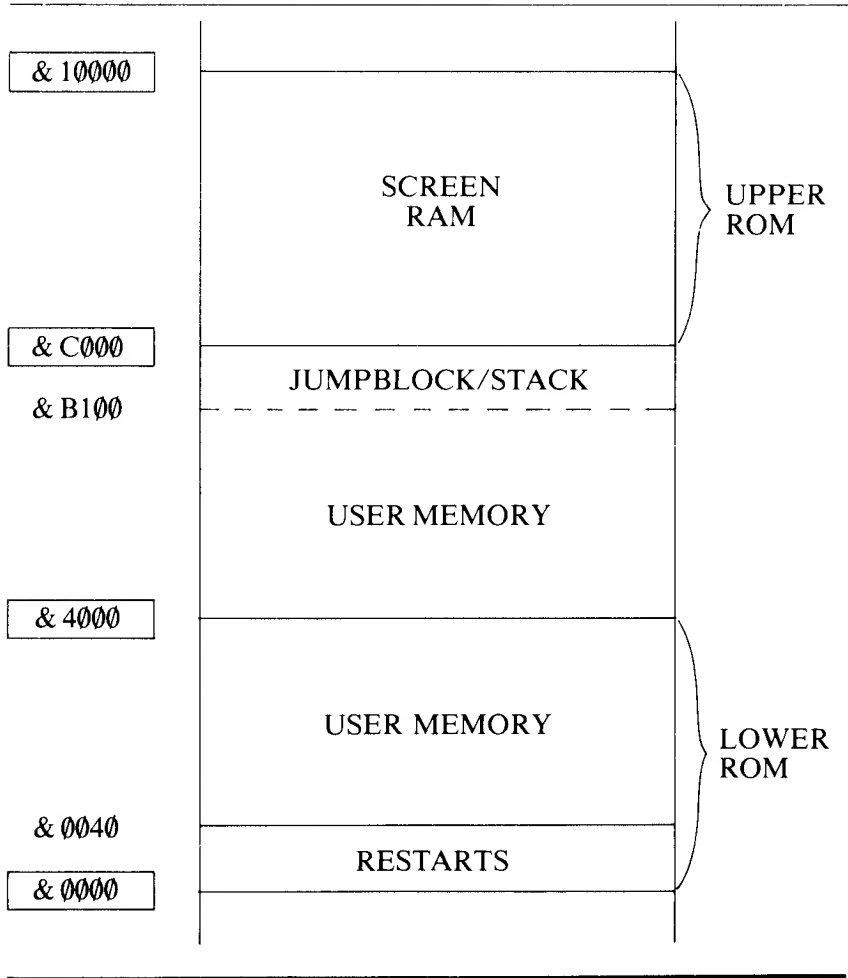 & 10000
SCREEN
RAM
UPPER
ROM
& C000
JUMPBLOCK/STACK
& B100
USER MEMORY
& 4000
USER MEMORY
LOWER
ROM
& 0040
RESTARTS
& 0000